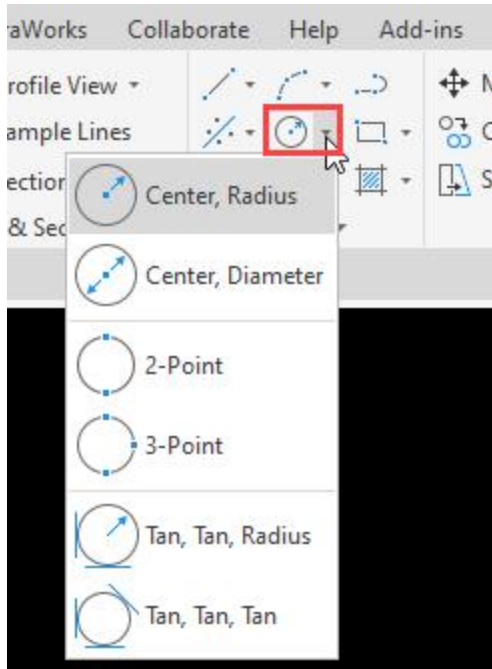 raWorks Collaborate Help Add-ins
rofile View
ample Lines
ection
& Sec
Center, Radius
Center, Diameter
2-Point
3-Point
Tan, Tan, Radius
Tan, Tan, Tan